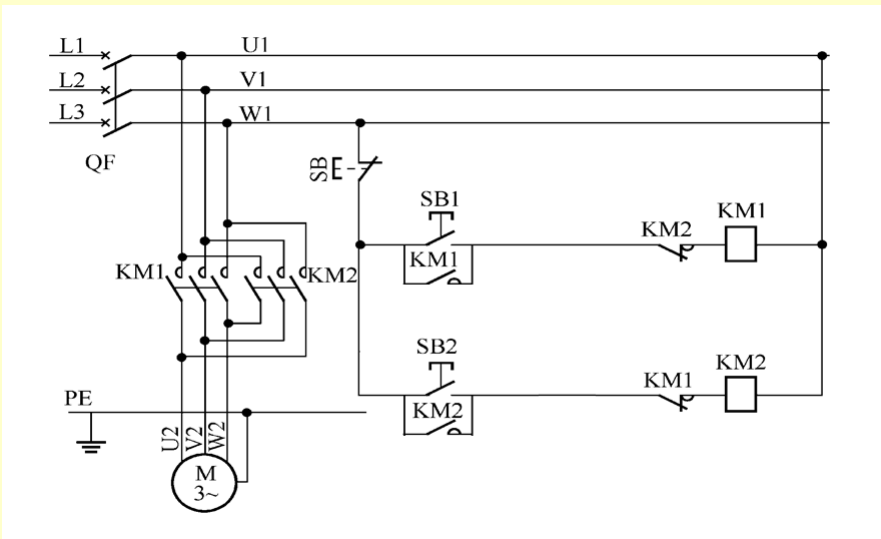 L1 U1
L2 V1
L3 W1
QF
SB
SB1
KM1
KM2
KM1
KM1
KM2
SB2
KM2
KM1
KM2
PE
U2
V2
W2
M
3~